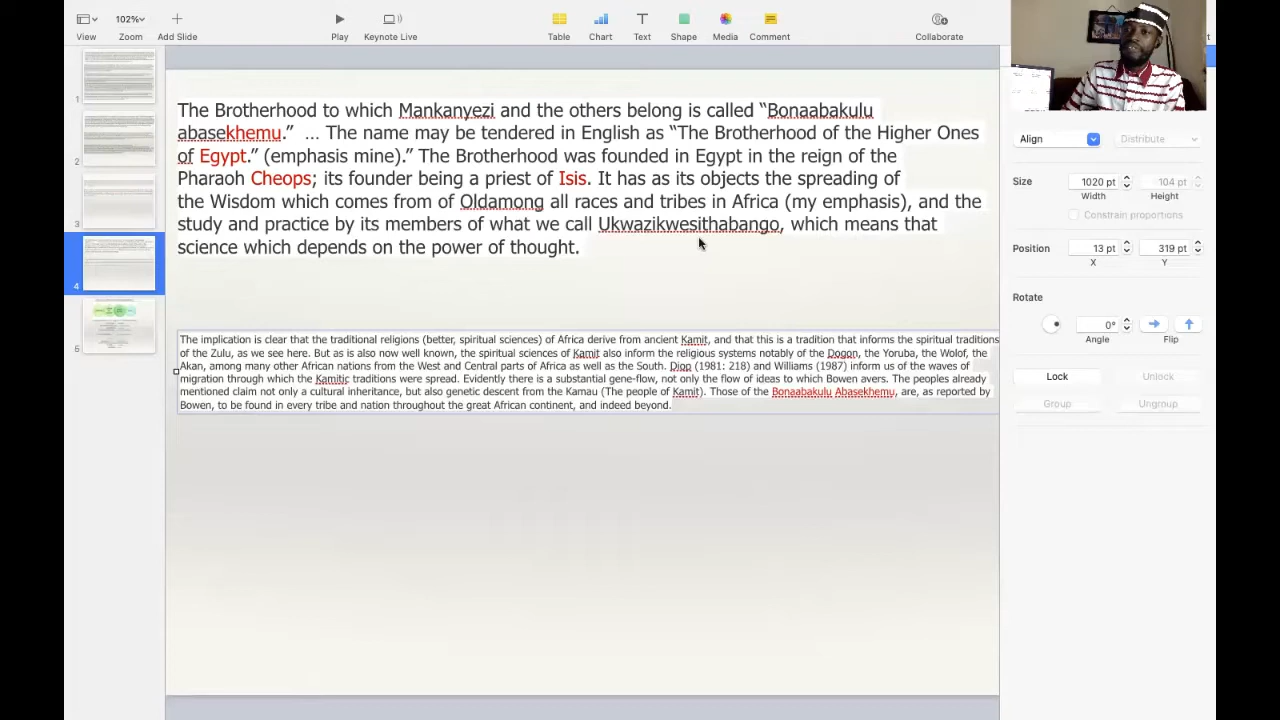 102%
View
Zoom
Add Slide
Play
Keynote Live
Table
Chart
Text
Shape
Media
Comment
Collaborate
1
2
3
4
The Brotherhood to which Mankanyezi and the others belong is called “Bonaabakulu
abasekhemu.” … The name may be tendered in English as “The Brotherhood of the Higher Ones
of Egypt.” (emphasis mine).” The Brotherhood was founded in Egypt in the reign of the
Pharaoh Cheops; its founder being a priest of Isis. It has as its objects the spreading of
the Wisdom which comes from of Oldamong all races and tribes in Africa (my emphasis), and the
study and practice by its members of what we call Ukwazikwesithabango, which means that
science which depends on the power of thought.
The implication is clear that the traditional religions (better, spiritual sciences) of Africa derive from ancient Kamit, and that this is a tradition that informs the spiritual traditions
of the Zulu, as we see here. But as is also now well known, the spiritual sciences of Kamit also inform the religious systems notably of the Dogon, the Yoruba, the Wolof, the
Akan, among many other African nations from the West and Central parts of Africa as well as the South. Diop (1981: 218) and Williams (1987) inform us of the waves of
migration through which the Kamitic traditions were spread. Evidently there is a substantial gene-flow, not only the flow of ideas to which Bowen avers. The peoples already
mentioned claim not only a cultural inheritance, but also genetic descent from the Kamau (The people of Kamit). Those of the Bonaabakulu Abasekhemu, are, as reported by
Bowen, to be found in every tribe and nation throughout the great African continent, and indeed beyond.
Align
Distribute
Size
1020 pt
104 pt
Width
Height
Constrain proportions
Position
13 pt
319 pt
X
Y
Rotate
0°
Angle
Flip
Lock
Unlock
Group
Ungroup